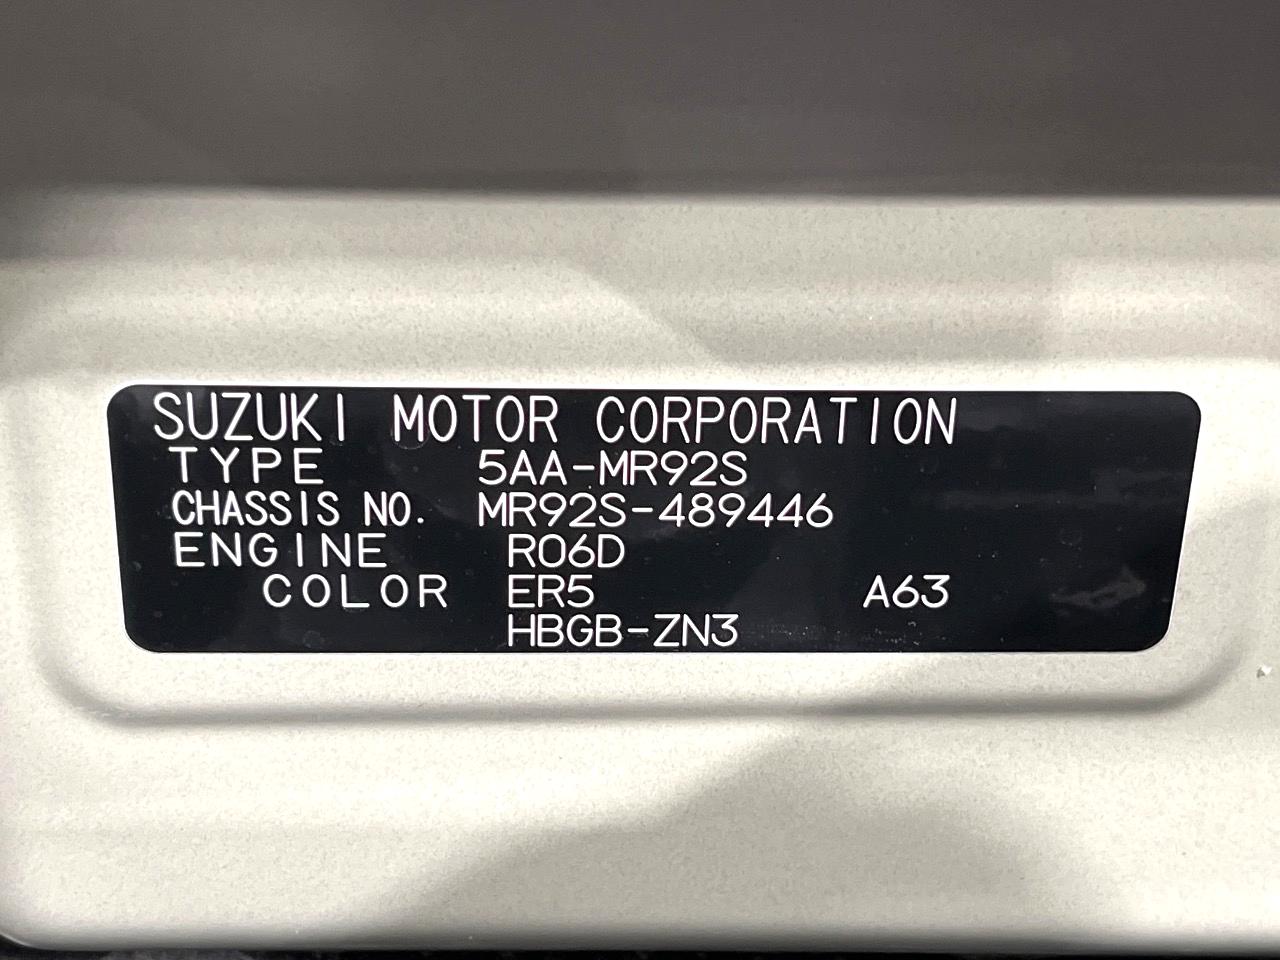 SUZUKI MOTOR CORPORATION
TYPE 5AA-MR92S
CHASSIS NO. MR92S-489446
ENGINE R06D
COLOR ER5 A63
HBGB-ZN3